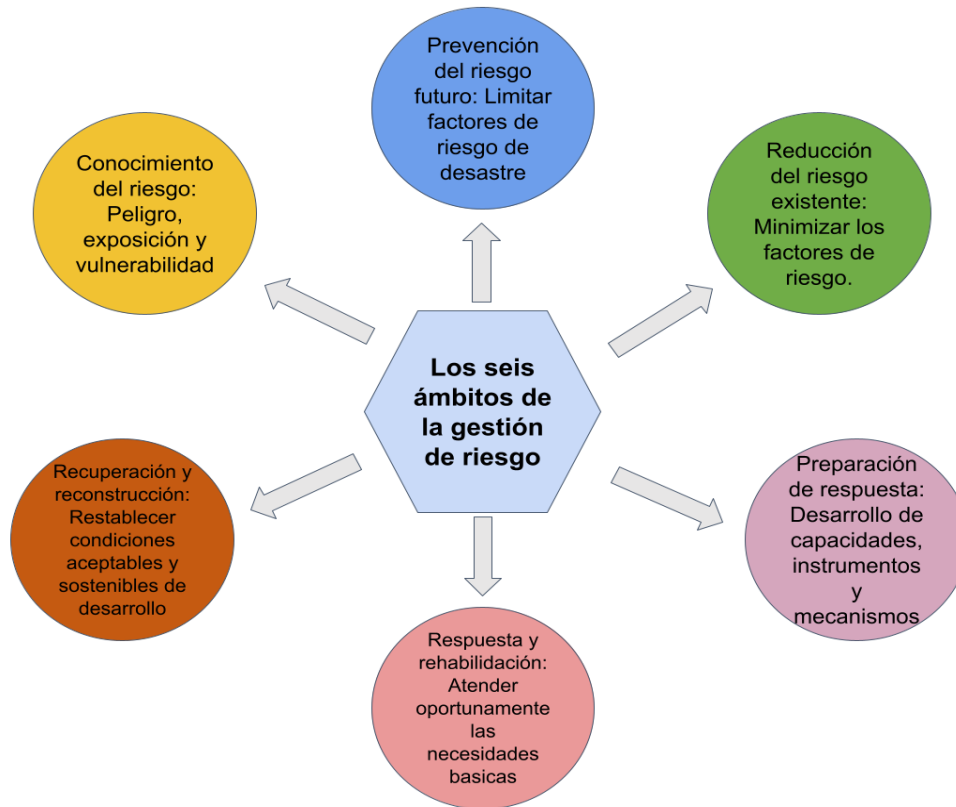 Prevención
del riesgo
futuro: Limitar
factores de
riesgo de
desastre
Conocimiento
del riesgo:
Peligro,
exposición y
vulnerabilidad
Reducción
del riesgo
existente:
Minimizar los
factores de
riesgo.
Los seis
ámbitos de
la gestión
de riesgo
Recuperación y
reconstrucción:
Restablecer
condiciones
aceptables y
sostenibles de
desarrollo
Preparación
de respuesta:
Desarrollo de
capacidades,
instrumentos
y
mecanismos
Respuesta y
rehabilidación:
Atender
oportunamente
las
necesidades
basicas